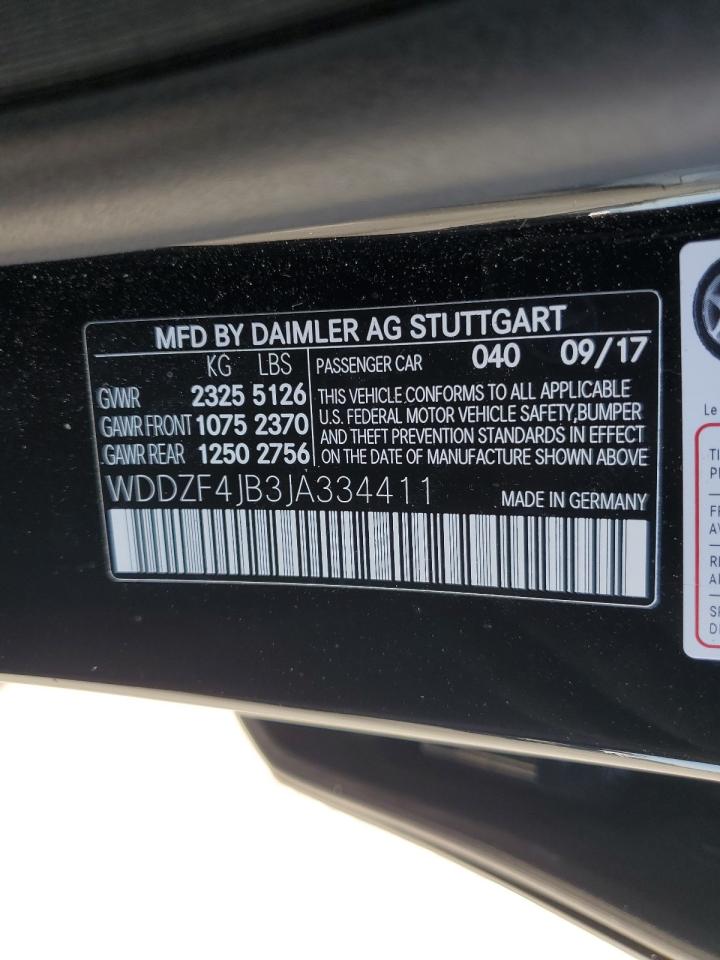 MFD BY DAIMLER AG STUTTGART
KG LBS PASSENGER CAR 040 09/17
GVWR 2325 5126
GAWR FRONT 1075 2370
GAWR REAR 1250 2756
THIS VEHICLE CONFORMS TO ALL APPLICABLE
U.S. FEDERAL MOTOR VEHICLE SAFETY,BUMPER
AND THEFT PREVENTION STANDARDS IN EFFECT
ON THE DATE OF MANUFACTURE SHOWN ABOVE
WDDZF4JB3JA334411 MADE IN GERMANY
Le